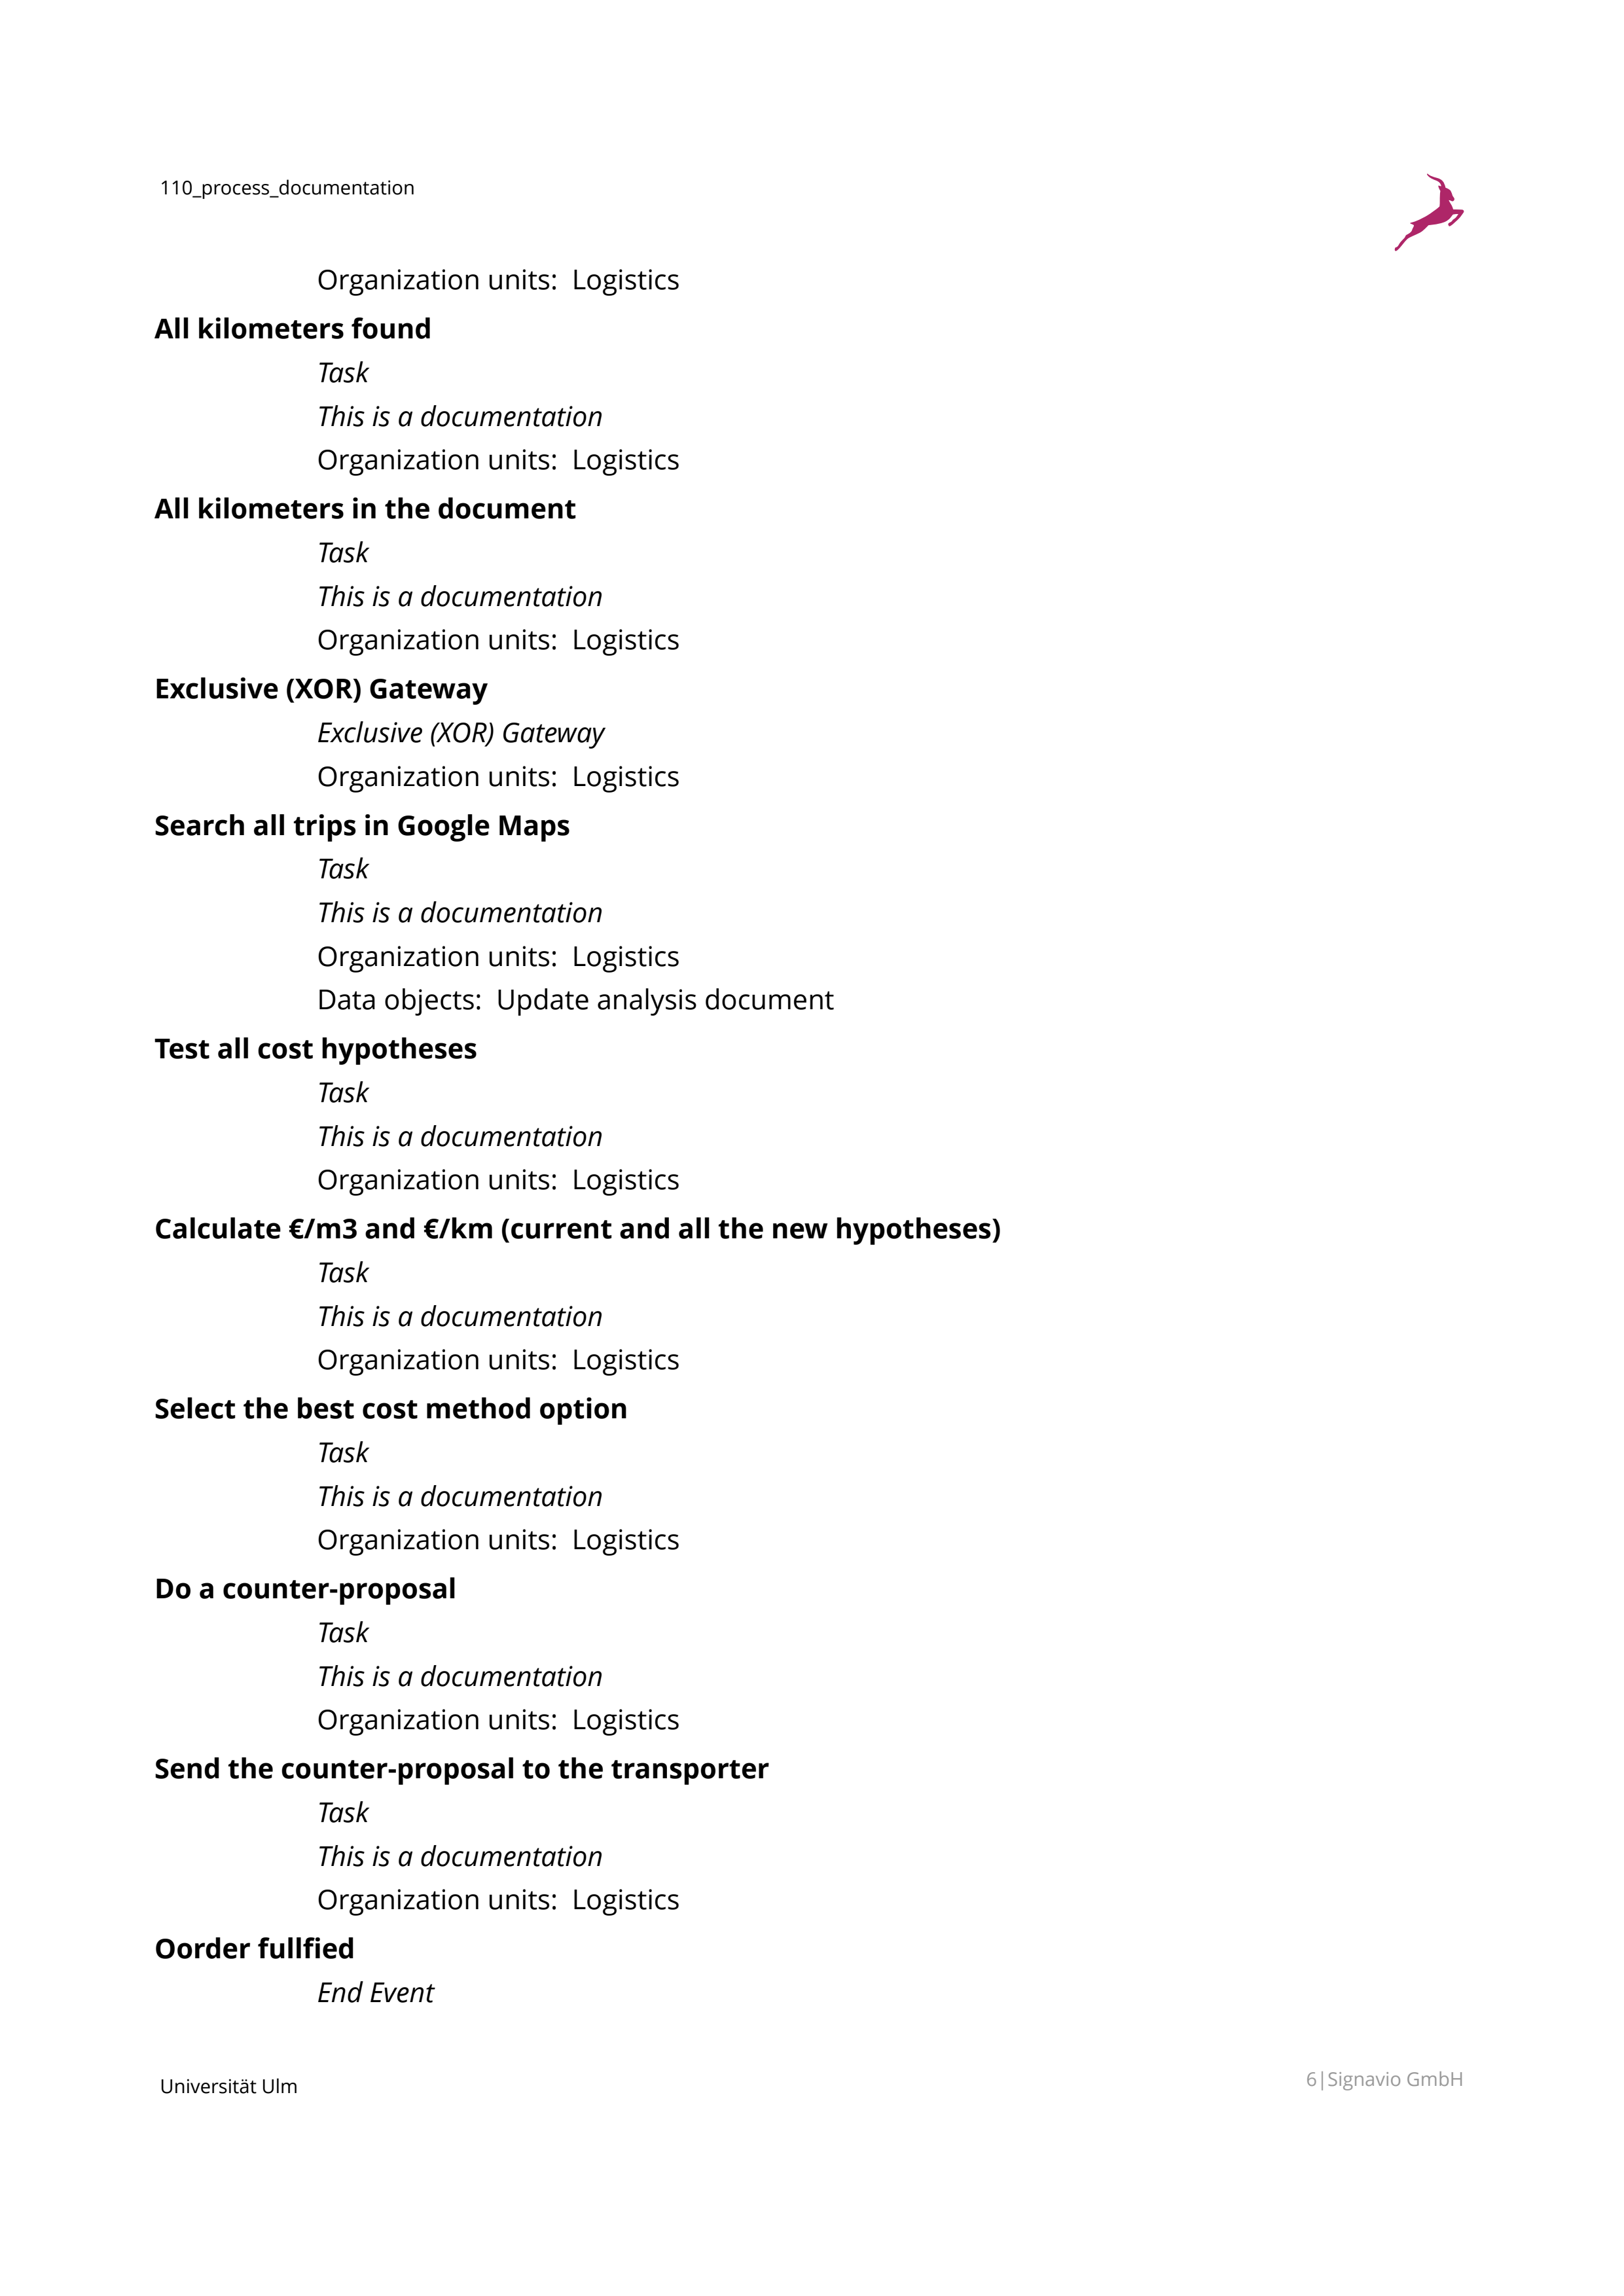 110_process_documentation
Organization units:  Logistics
All kilometers found
Task
This is a documentation
Organization units:  Logistics
All kilometers in the document
Task
This is a documentation
Organization units:  Logistics
Exclusive (XOR) Gateway
Exclusive (XOR) Gateway
Organization units:  Logistics
Search all trips in Google Maps
Task
This is a documentation
Organization units:  Logistics
Data objects:  Update analysis document
Test all cost hypotheses
Task
This is a documentation
Organization units:  Logistics
Calculate €/m3 and €/km (current and all the new hypotheses)
Task
This is a documentation
Organization units:  Logistics
Select the best cost method option
Task
This is a documentation
Organization units:  Logistics
Do a counter-proposal
Task
This is a documentation
Organization units:  Logistics
Send the counter-proposal to the transporter
Task
This is a documentation
Organization units:  Logistics
Oorder fullfied
End Event
Universität Ulm
6|Signavio GmbH